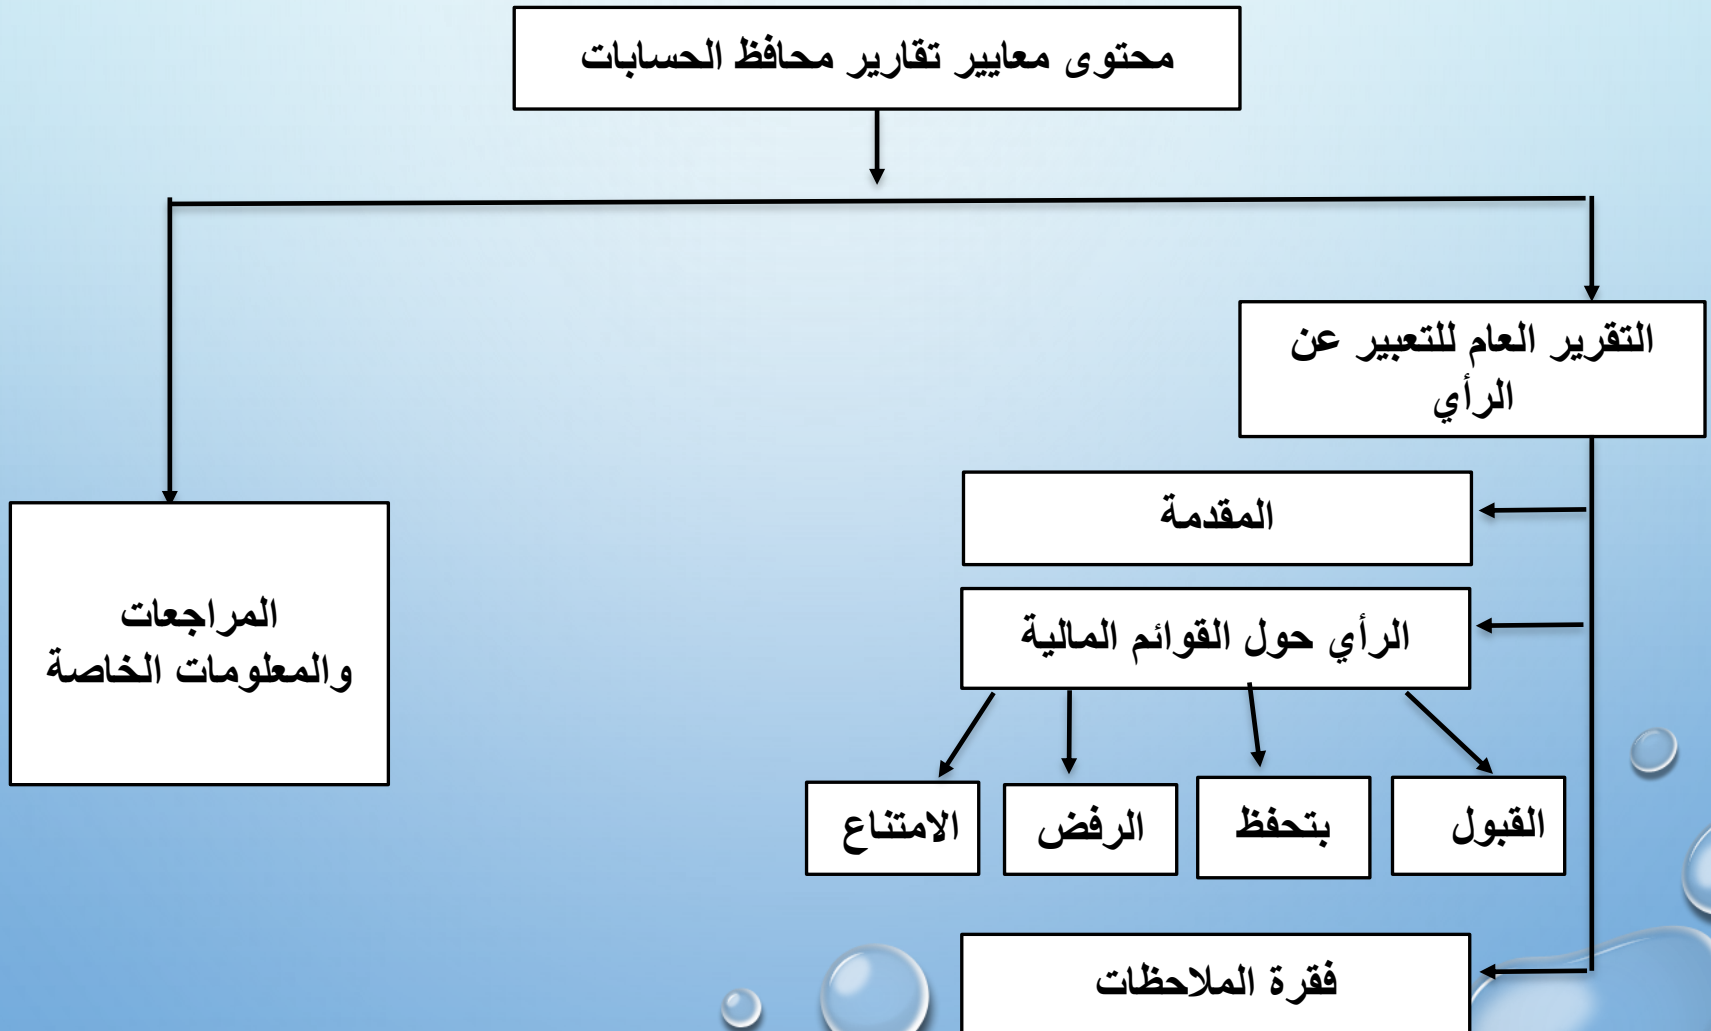 محتوى معايير تقارير محافظ الحسابات
التقرير العام للتعبير عن
الرأي
المقدمة
الرأي حول القوائم المالية
القبول
بتحفظ
الرفض
الامتناع
فقرة الملاحظات
المراجعات
والمعلومات الخاصة